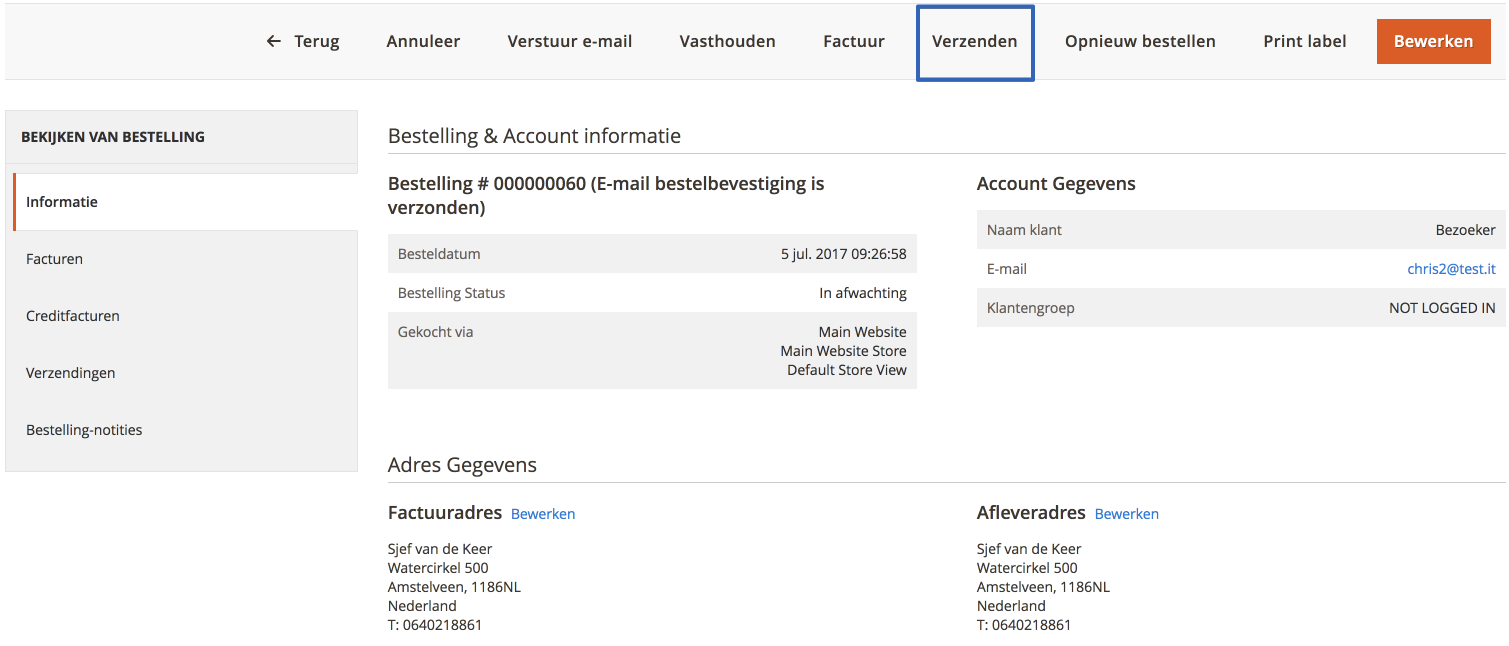 ← Terug Annuleer Verstuur e-mail Vasthouden Factuur Verzenden Opnieuw bestellen Print label Bewerken
BEKIJKEN VAN BESTELLING
Informatie
Facturen
Creditfacturen
Verzendingen
Bestelling-notities
Bestelling & Account informatie
Bestelling # 000000060 (E-mail bestelbevestiging is
verzonden)
Besteldatum 5 jul. 2017 09:26:58
Bestelling Status In afwachting
Gekocht via Main Website
Main Website Store
Default Store View
Account Gegevens
Naam klant Bezoeker
E-mail chris2@test.it
Klantengroep NOT LOGGED IN
Adres Gegevens
Factuuradres Bewerken
Sjef van de Keer
Watercirkel 500
Amstelveen, 1186NL
Nederland
T: 0640218861
Afleveradres Bewerken
Sjef van de Keer
Watercirkel 500
Amstelveen, 1186NL
Nederland
T: 0640218861